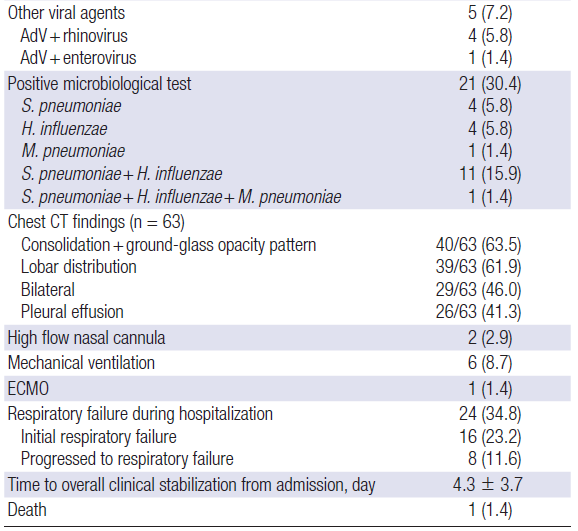 Other viral agents 5 (7.2)
AdV + rhinovirus 4 (5.8)
AdV + enterovirus 1 (1.4)
Positive microbiological test 21 (30.4)
S. pneumoniae 4 (5.8)
H. influenzae 4 (5.8)
M. pneumoniae 1 (1.4)
S. pneumoniae + H. influenzae 11 (15.9)
S. pneumoniae + H. influenzae + M. pneumoniae 1 (1.4)
Chest CT findings (n = 63)
Consolidation + ground-glass opacity pattern 40/63 (63.5)
Lobar distribution 39/63 (61.9)
Bilateral 29/63 (46.0)
Pleural effusion 26/63 (41.3)
High flow nasal cannula 2 (2.9)
Mechanical ventilation 6 (8.7)
ECMO 1 (1.4)
Respiratory failure during hospitalization 24 (34.8)
Initial respiratory failure 16 (23.2)
Progressed to respiratory failure 8 (11.6)
Time to overall clinical stabilization from admission, day 4.3 ± 3.7
Death 1 (1.4)